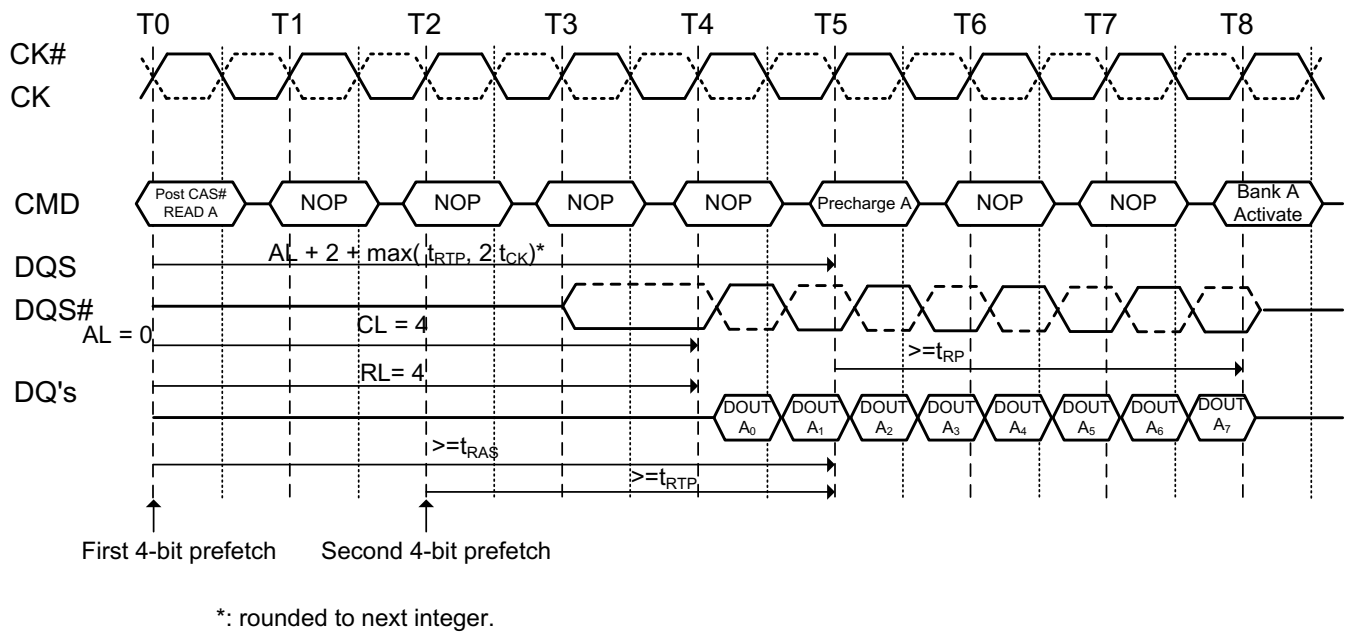 T0 T1 T2 T3 T4 T5 T6 T7 T8
CK#
CK
CMD
Post CAS#
READ A
NOP
NOP
NOP
NOP
Precharge A
NOP
NOP
Bank A
Activate
AL + 2 + max( tRTP, 2 tCK)*
DQS
DQS#
AL = 0
CL = 4
>=tRP
RL= 4
DQ's
DOUT
A0
DOUT
A1
DOUT
A2
DOUT
A3
DOUT
A4
DOUT
A5
DOUT
A6
DOUT
A7
>=tRAS
>=tRTP
First 4-bit prefetch
Second 4-bit prefetch
*: rounded to next integer.